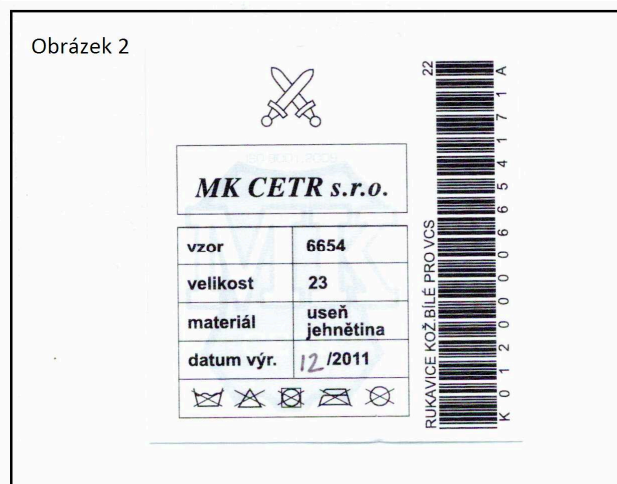 Obrázek 2
MK CETR s.r.o.
vzor 6654
velikost 23
materiál useň
jehnětina
datum výr. 12/2011
RUKAVICE KOŽ.BÍLÉ PRO VCS 22
K012000006654171A